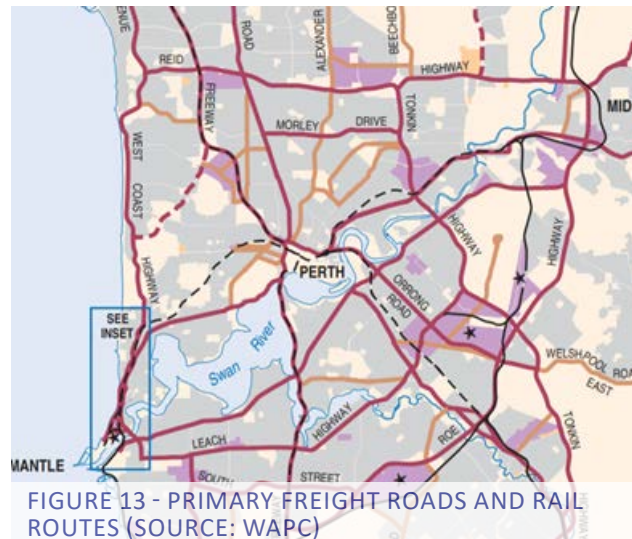 ENUE
ROAD
ALEXANDER
BEECHBO
REID
HIGHWAY
FREEWAY
MID
TONKIN
MORLEY DRIVE
WEST
COAST
HIGHWAY
HIGHWAY
HIGHWAY
PERTH
ORRONG
ROAD
SEE
INSET
Swan River
WELSHPOOL ROA
EAST
LEACH
HIGHWAY
ROE
TONKIN
MANTLE
SOUTH STREET
HIGHWAY
FIGURE 13 - PRIMARY FREIGHT ROADS AND RAIL
ROUTES (SOURCE: WAPC)